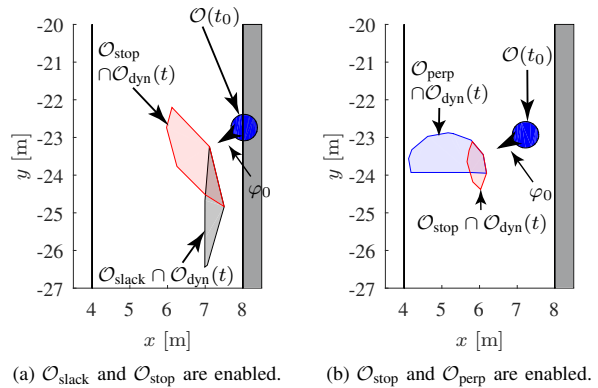 -20
-21
-22
-23
-24
-25
-26
-27
y [m]
4 5 6 7 8
x [m]
𝒪(t₀)
𝒪stop
∩𝒪dyn(t)
φ₀
𝒪slack ∩ 𝒪dyn(t)
(a) 𝒪slack and 𝒪stop are enabled.
-20
-21
-22
-23
-24
-25
-26
-27
y [m]
4 5 6 7 8
x [m]
𝒪(t₀)
𝒪perp
∩𝒪dyn(t)
φ₀
𝒪stop ∩ 𝒪dyn(t)
(b) 𝒪stop and 𝒪perp are enabled.